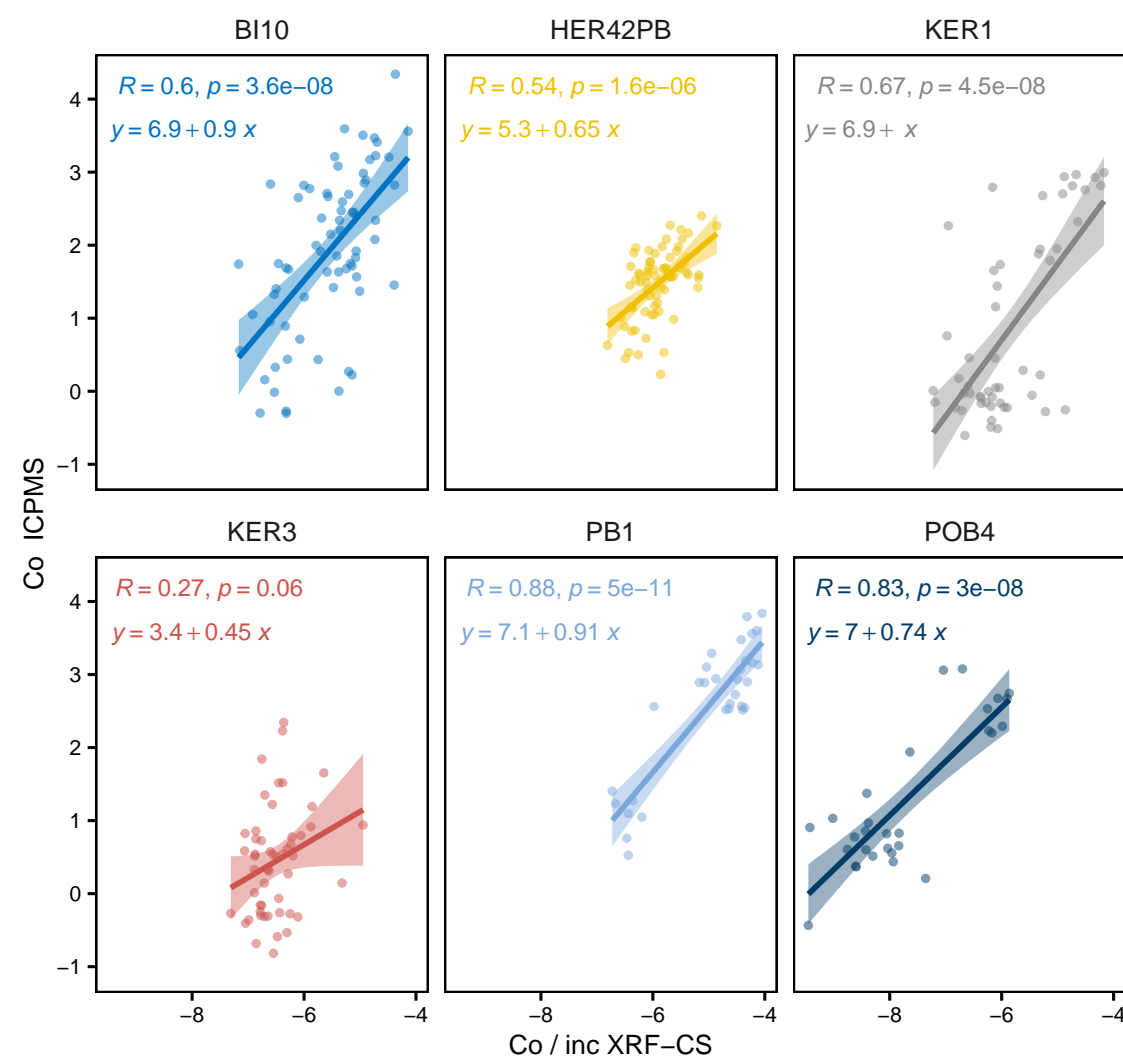 BI10 HER42PB KER1
R = 0.6, p = 3.6e−08 R = 0.54, p = 1.6e−06 R = 0.67, p = 4.5e−08
y = 6.9 + 0.9 x y = 5.3 + 0.65 x y = 6.9 + x
4
3
2
1
0
−1
Co ICPMS
KER3 PB1 POB4
R = 0.27, p = 0.06 R = 0.88, p = 5e−11 R = 0.83, p = 3e−08
y = 3.4 + 0.45 x y = 7.1 + 0.91 x y = 7 + 0.74 x
4
3
2
1
0
−1
−8 −6 −4 −8 −6 −4 −8 −6 −4
Co / inc XRF−CS